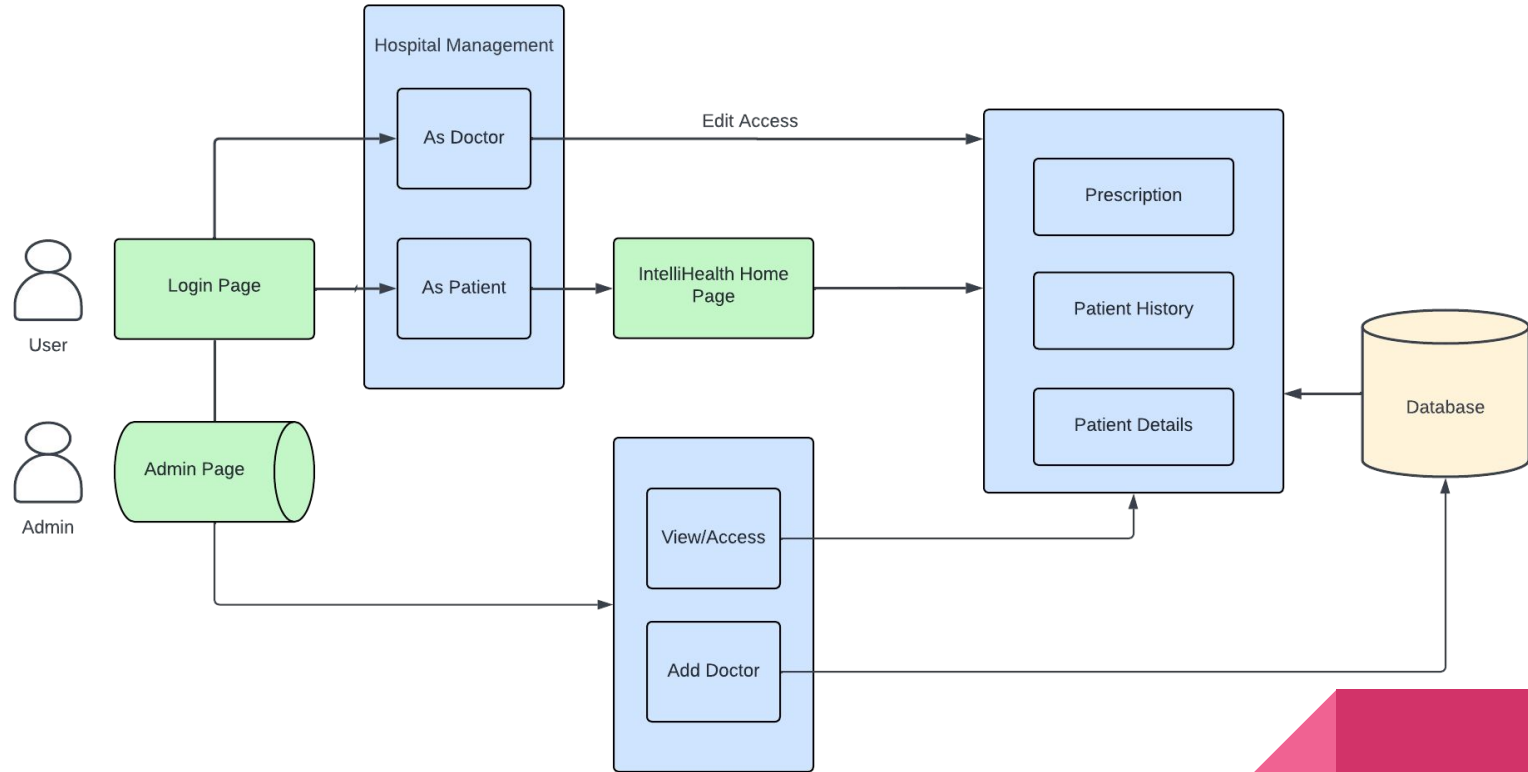 Hospital Management
As Doctor
Edit Access
Prescription
User
Login Page
As Patient
IntelliHealth Home
Page
Patient History
Patient Details
Database
Admin
Admin Page
View/Access
Add Doctor